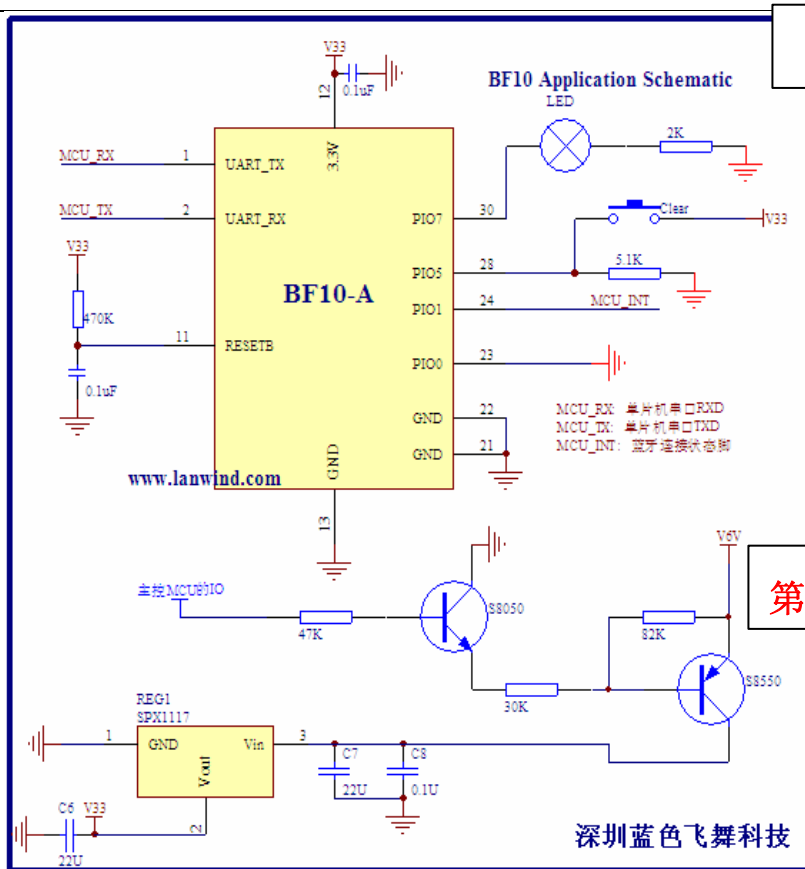 V33
0.1uF
12
BF10 Application Schematic
LED
2K
MCU_RX
1
UART_TX
3.3V
MCU_TX
2
UART_RX
PIO7
30
Clear
V33
V33
PIO5
28
5.1K
BF10-A
PIO1
24
MCU_INT
470K
11
RESETB
PIO0
23
0.1uF
GND
22
MCU_RX: 单片机串口RXD
MCU_TX: 单片机串口TXD
MCU_INT: 蓝牙连接状态脚
GND
21
GND
www.lanwind.com
13
V6V
主控MCU的IO
47K
S8050
82K
第
30K
S8550
REG1
SPX1117
1
GND
Vin
3
Vout
C7
22U
C8
0.1U
C6
V33
22U
2
深圳蓝色飞舞科技